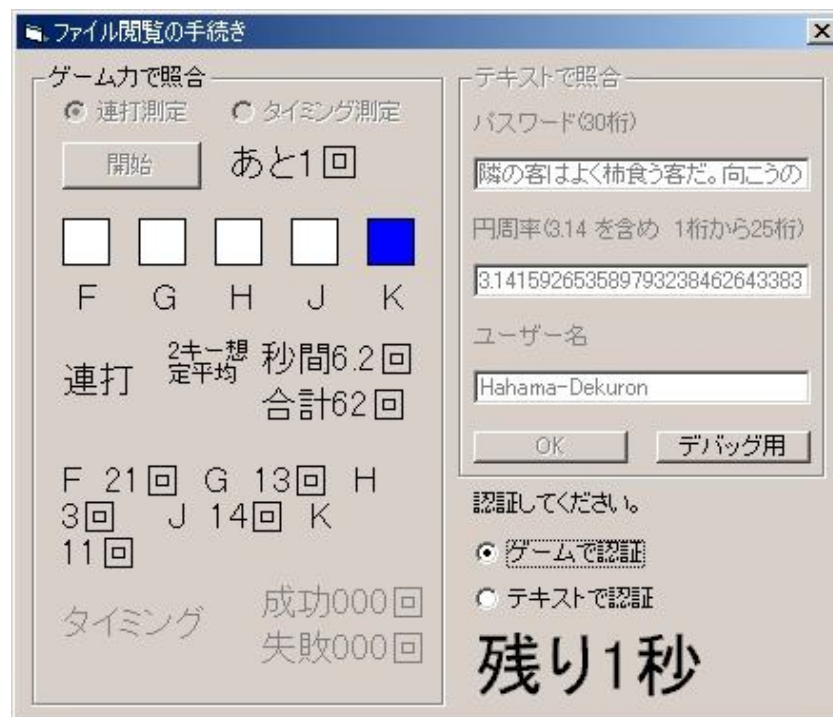 ファイル閲覧の手続き
ゲーム力で照合
連打測定 タイミング測定
開始 あと1回
F G H J K
連打 2キー想定平均 秒間6.2回
合計62回
F 21回 G 13回 H
3回 J 14回 K
11回
タイミング 成功000回
失敗000回
テキストで照合
パスワード(30桁)
隣の客はよく柿食う客だ。向こうの
円周率(3.14 を含め 1桁から25桁)
3.141592653589793238462643383
ユーザー名
Hahama-Dekuron
OK デバッグ用
認証してください。
ゲームで認証
テキストで認証
残り1秒